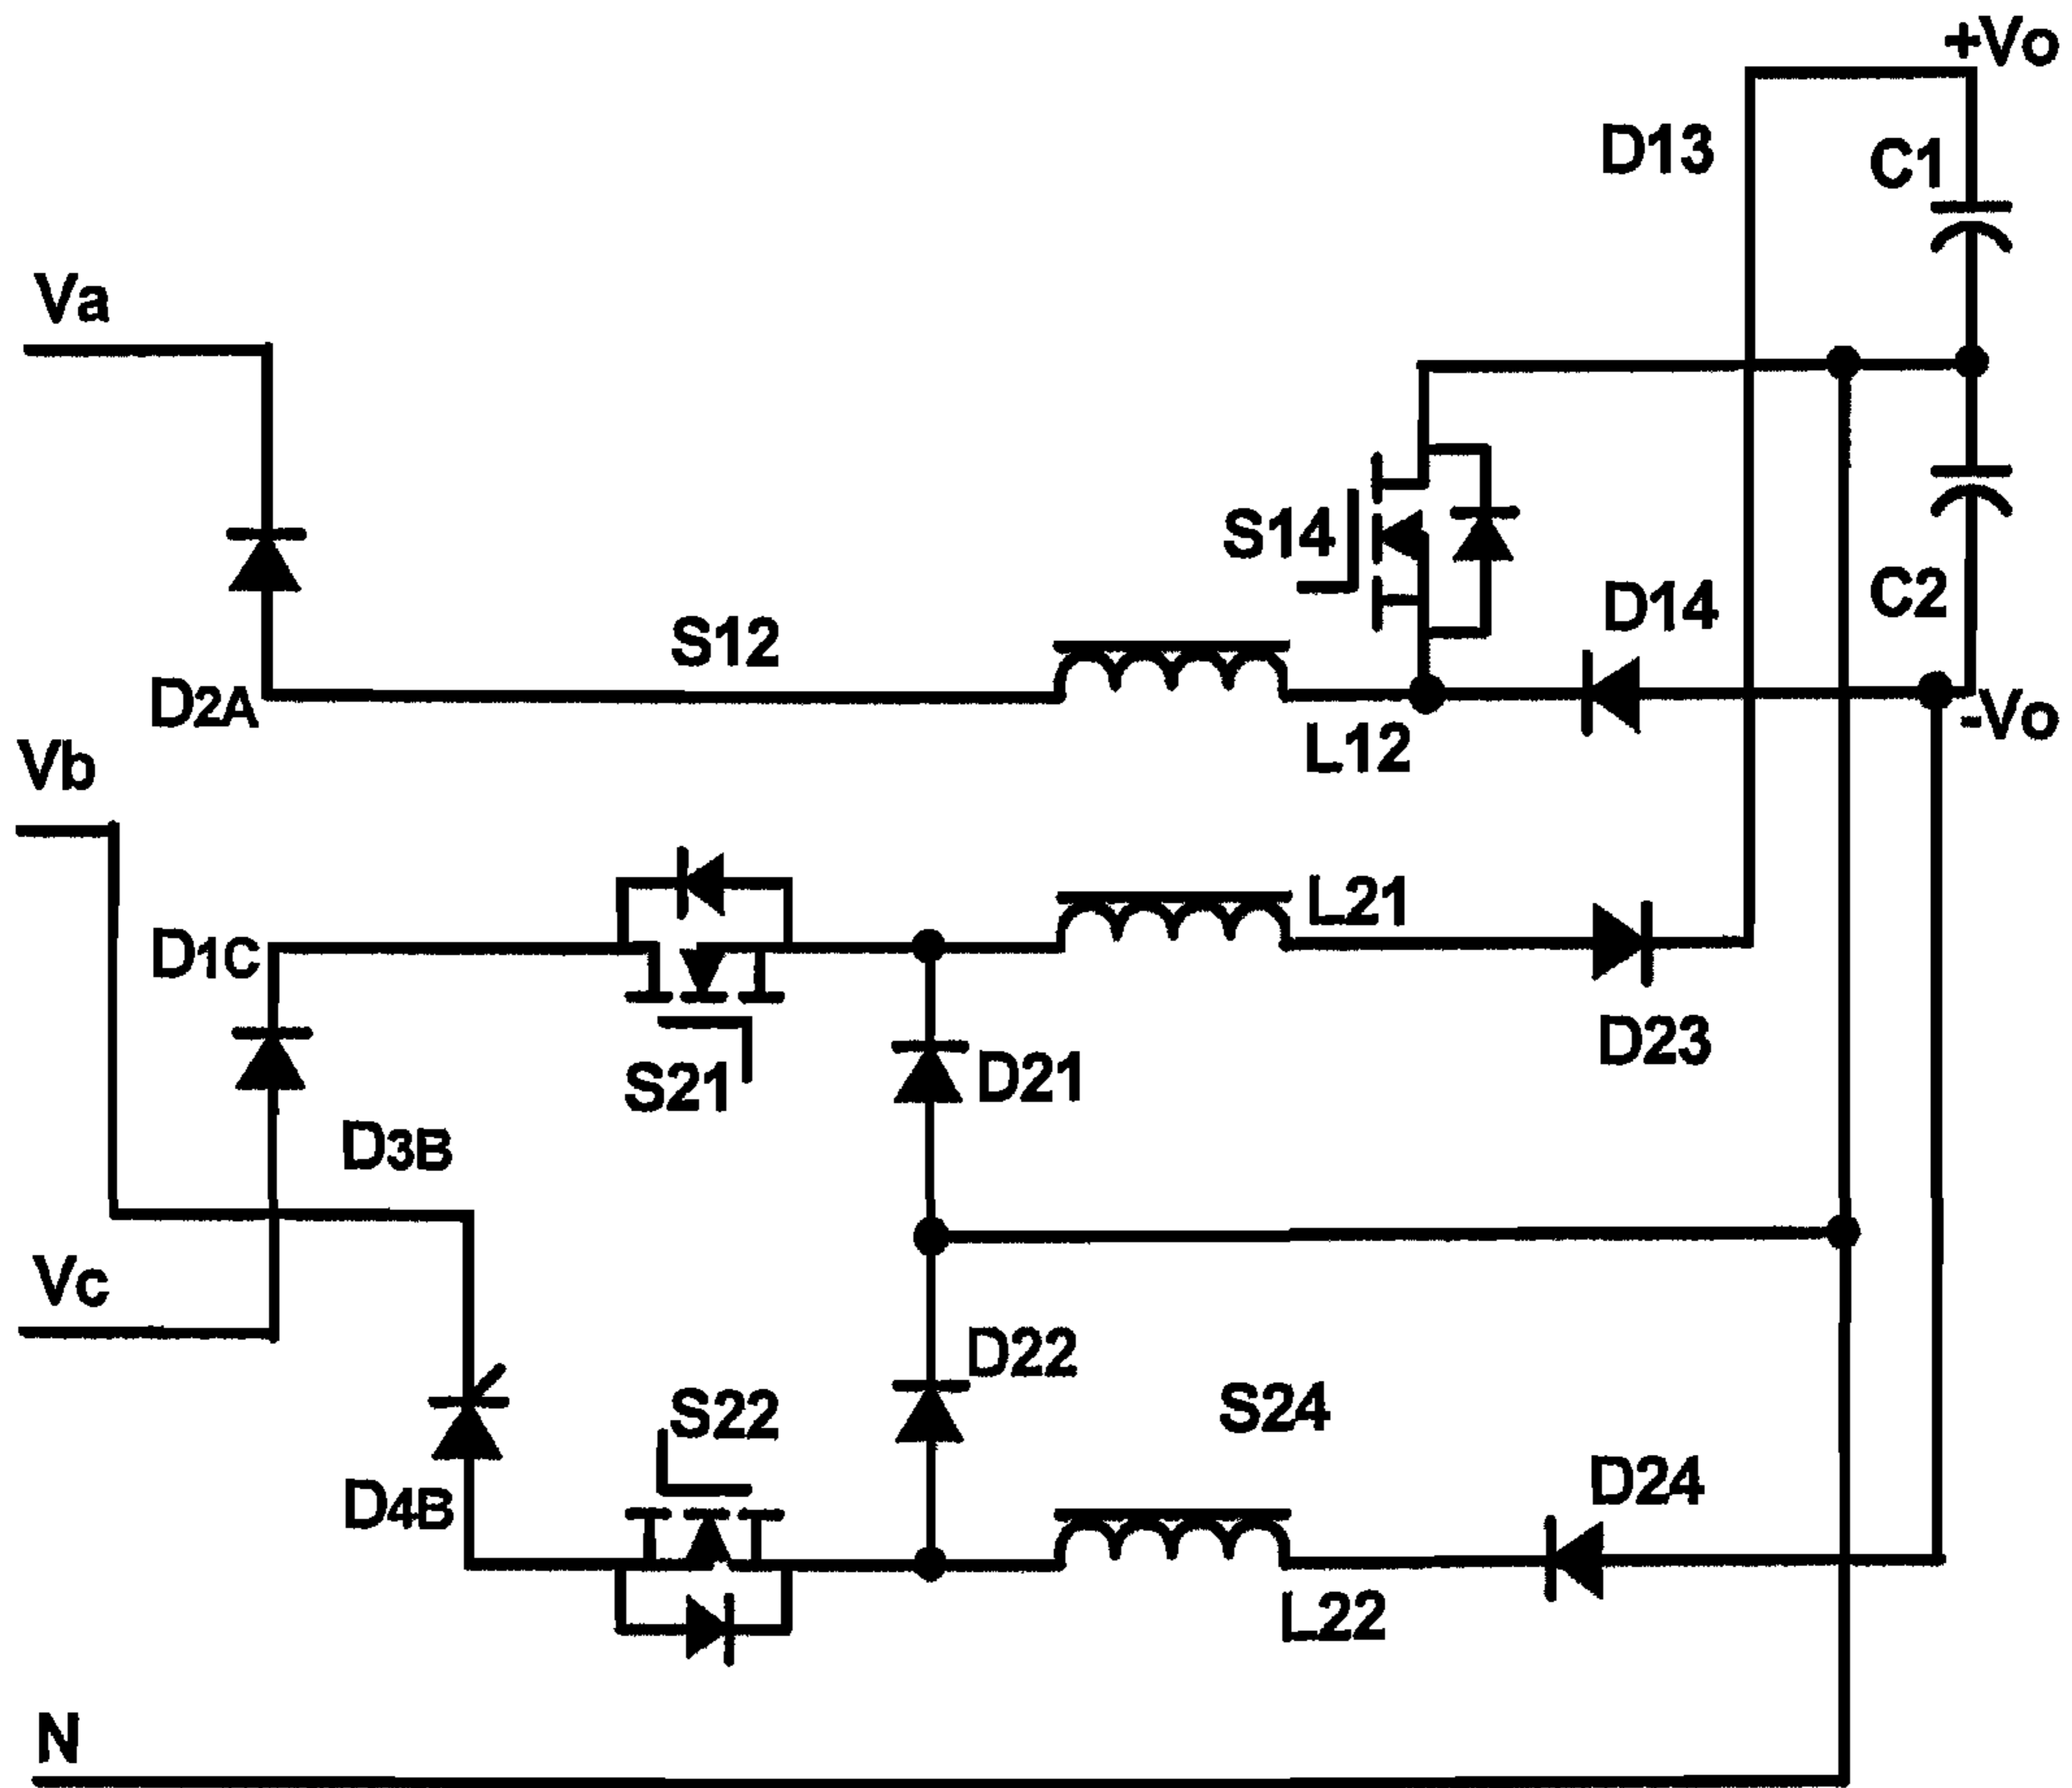 +Vo
D13
C1
Va
S14
D14
C2
S12
D2A
-Vo
L12
Vb
L21
D1C
D23
S21
D21
D3B
Vc
D22
S22
S24
D24
D4B
L22
N